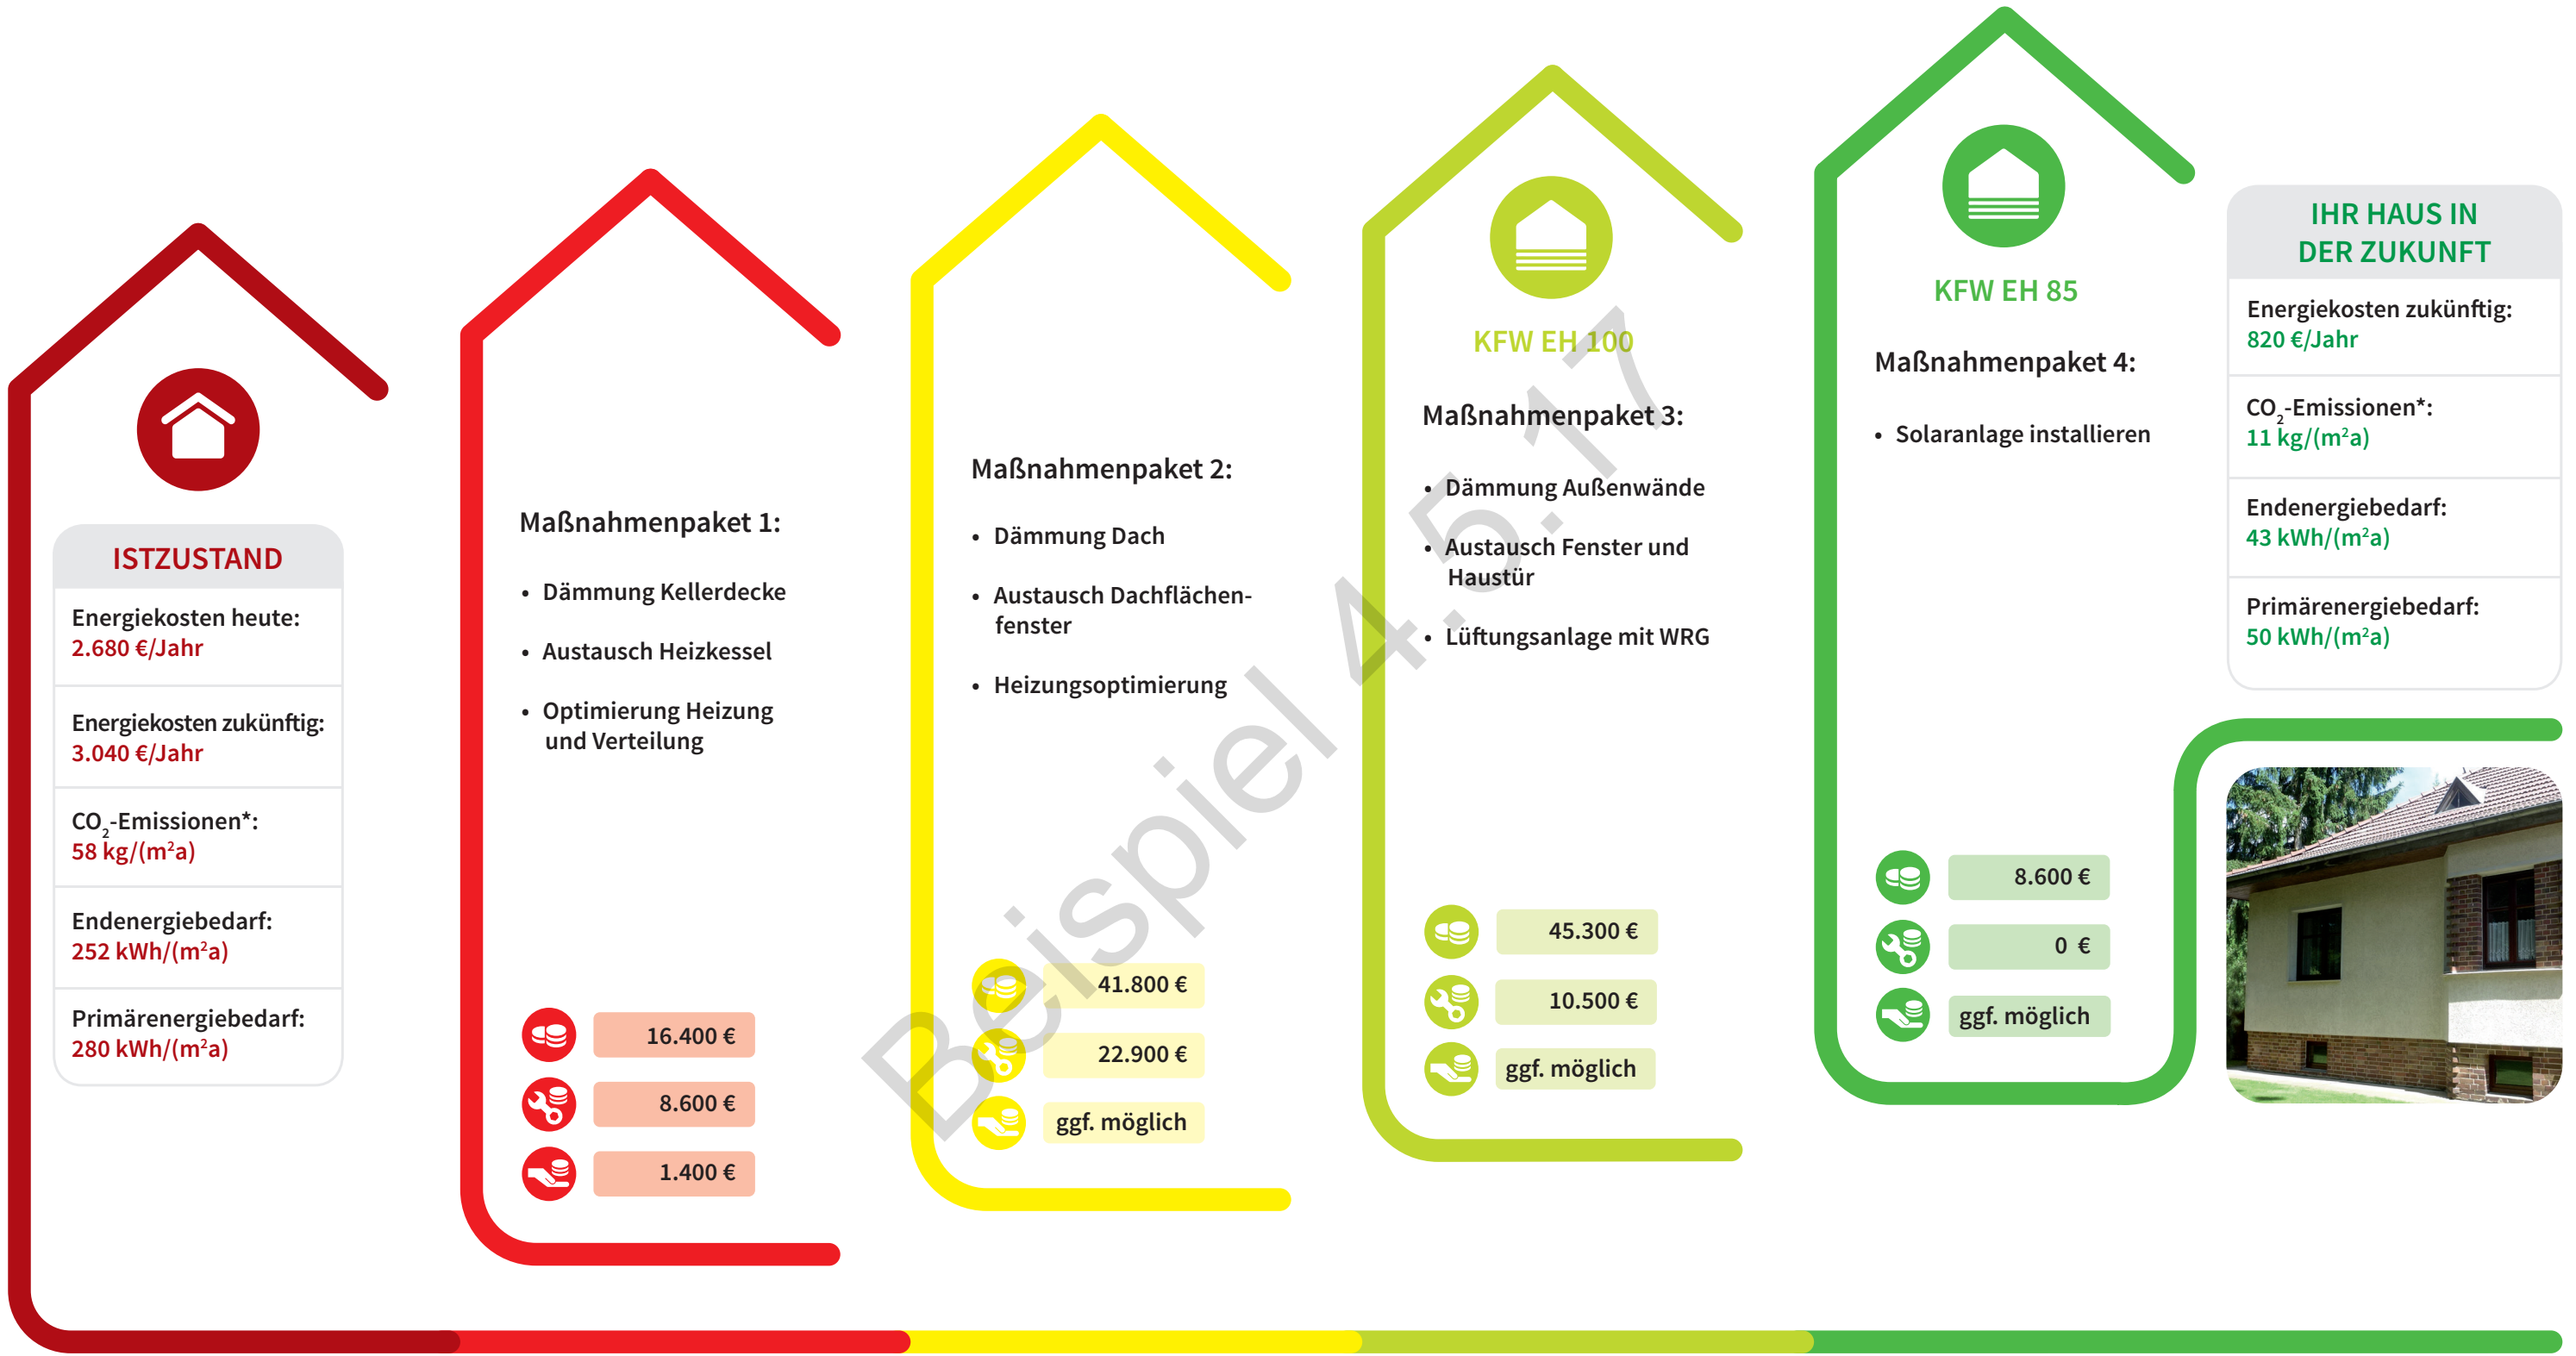 ISTZUSTAND
Energiekosten heute:
2.680 €/Jahr
Energiekosten zukünftig:
3.040 €/Jahr
CO₂-Emissionen*:
58 kg/(m²a)
Endenergiebedarf:
252 kWh/(m²a)
Primärenergiebedarf:
280 kWh/(m²a)
Maßnahmenpaket 1:
• Dämmung Kellerdecke
• Austausch Heizkessel
• Optimierung Heizung
und Verteilung
16.400 €
8.600 €
1.400 €
Maßnahmenpaket 2:
• Dämmung Dach
• Austausch Dachflächen-
fenster
• Heizungsoptimierung
41.800 €
22.900 €
ggf. möglich
KFW EH 100
Maßnahmenpaket 3:
• Dämmung Außenwände
• Austausch Fenster und
Haustür
• Lüftungsanlage mit WRG
45.300 €
10.500 €
ggf. möglich
KFW EH 85
Maßnahmenpaket 4:
• Solaranlage installieren
8.600 €
0 €
ggf. möglich
IHR HAUS IN
DER ZUKUNFT
Energiekosten zukünftig:
820 €/Jahr
CO₂-Emissionen*:
11 kg/(m²a)
Endenergiebedarf:
43 kWh/(m²a)
Primärenergiebedarf:
50 kWh/(m²a)
Beispiel 4.5.17